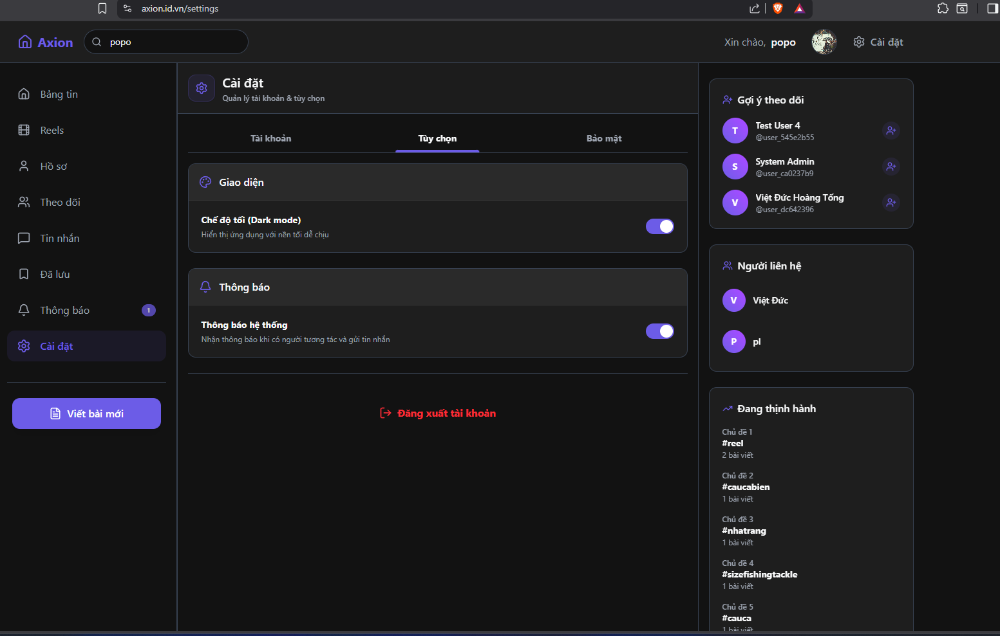 axion.id.vn/settings
Axion
popo
Xin chào, popo
Cài đặt
Bảng tin
Reels
Hồ sơ
Theo dõi
Tin nhắn
Đã lưu
Thông báo
1
Cài đặt
Viết bài mới
Cài đặt
Quản lý tài khoản & tùy chọn
Tài khoản
Tùy chọn
Bảo mật
Giao diện
Chế độ tối (Dark mode)
Hiển thị ứng dụng với nền tối dễ chịu
Thông báo
Thông báo hệ thống
Nhận thông báo khi có người tương tác và gửi tin nhắn
Đăng xuất tài khoản
Gợi ý theo dõi
T
Test User 4
@user_545e2b55
S
System Admin
@user_ca0237b9
V
Việt Đức Hoàng Tống
@user_dc642396
Người liên hệ
V
Việt Đức
P
pl
Đang thịnh hành
Chủ đề 1
#reel
2 bài viết
Chủ đề 2
#caucabien
1 bài viết
Chủ đề 3
#nhatrang
1 bài viết
Chủ đề 4
#sizefishingtackle
1 bài viết
Chủ đề 5
#cauca
1 bài viết